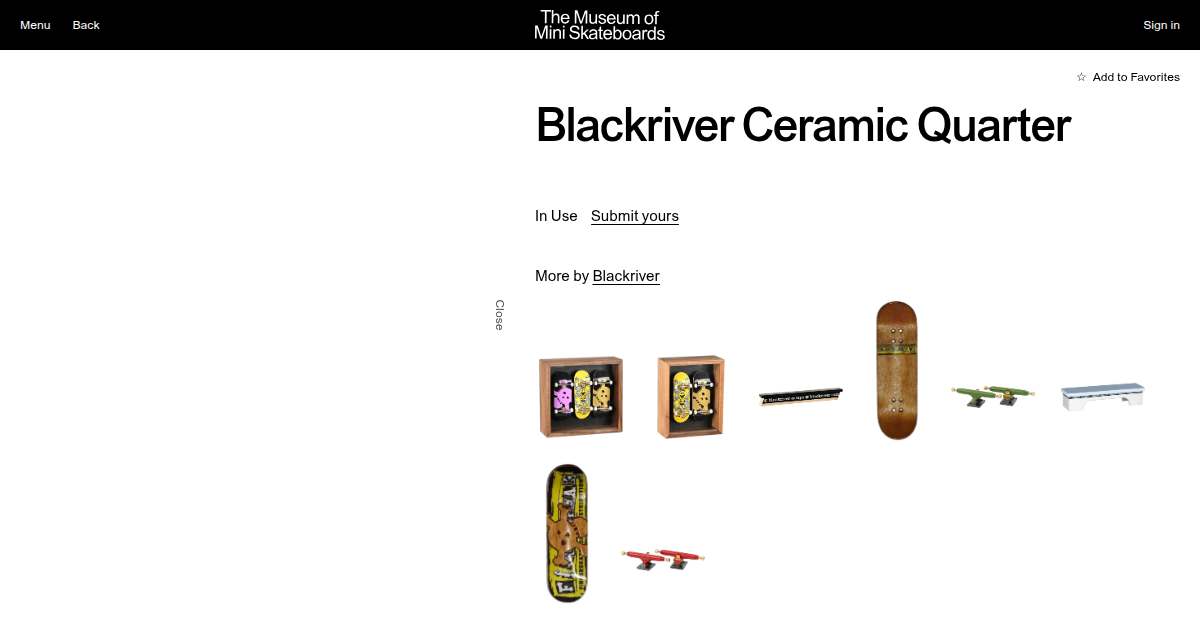 Menu
Back
The Museum of
Mini Skateboards
Sign in
☆ Add to Favorites
Blackriver Ceramic Quarter
In Use Submit yours
More by Blackriver
Close